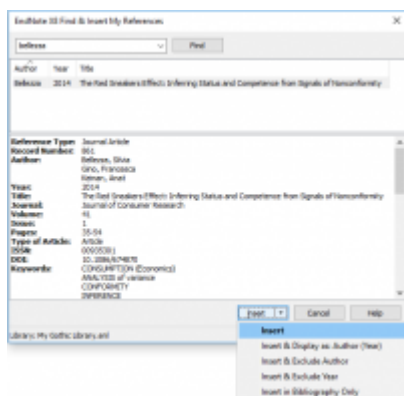 EndNote X8 Find & Insert My References
bellezza
Find
Author Year Title
Bellezza 2014 The Red Sneakers Effect: Inferring Status and Competence from Signals of Nonconformity
Reference Type: Journal Article
Record Number: 861
Author: Bellezza, Silvia
Gino, Francesca
Keinan, Anat
Year: 2014
Title: The Red Sneakers Effect: Inferring Status and Competence from Signals of Nonconformity
Journal: Journal of Consumer Research
Volume: 41
Issue: 1
Pages: 35-54
Type of Article: Article
ISSN: 00935301
DOI: 10.1086/674870
Keywords: CONSUMPTION (Economics)
ANALYSIS of variance
CONFORMITY
INFERENCE
Insert Cancel Help
Library: My Gothic Library.enl
Insert
Insert & Display as: Author (Year)
Insert & Exclude Author
Insert & Exclude Year
Insert in Bibliography Only